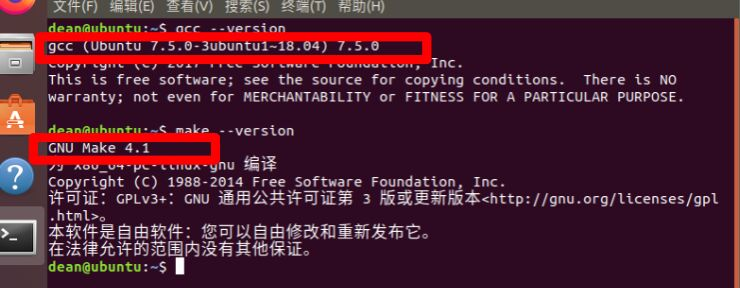 文件(F) 编辑(E) 查看(V) 搜索(S) 终端(T) 帮助(H)
dean@ubuntu:~$ gcc --version
gcc (Ubuntu 7.5.0-3ubuntu1~18.04) 7.5.0
Copyright (C) 2017 Free Software Foundation, Inc.
This is free software; see the source for copying conditions.  There is NO
warranty; not even for MERCHANTABILITY or FITNESS FOR A PARTICULAR PURPOSE.
dean@ubuntu:~$ make --version
GNU Make 4.1
为 x86_64-pc-linux-gnu 编译
Copyright (C) 1988-2014 Free Software Foundation, Inc.
许可证：GPLv3+：GNU 通用公共许可证第 3 版或更新版本<http://gnu.org/licenses/gpl
.html>。
本软件是自由软件：您可以自由修改和重新发布它。
在法律允许的范围内没有其他保证。
dean@ubuntu:~$